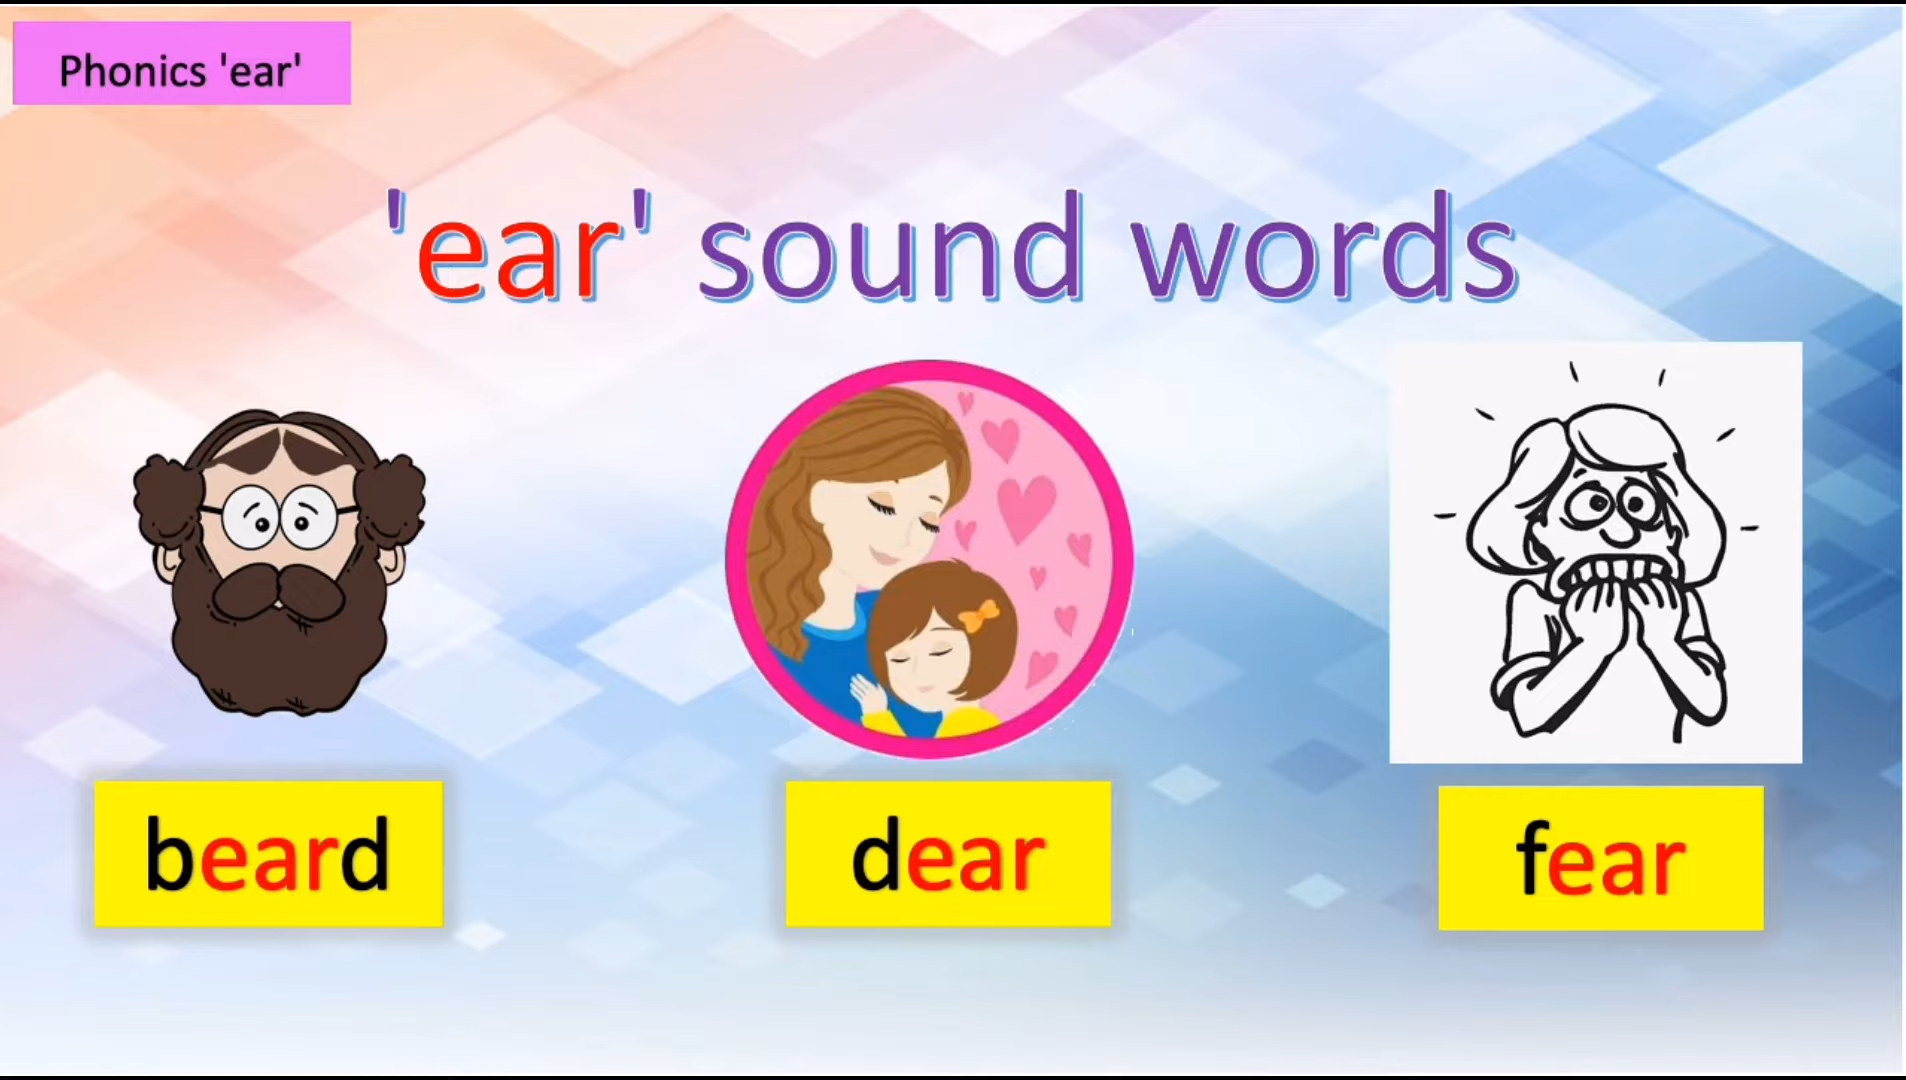 Phonics 'ear'
'ear' sound words
beard
dear
fear